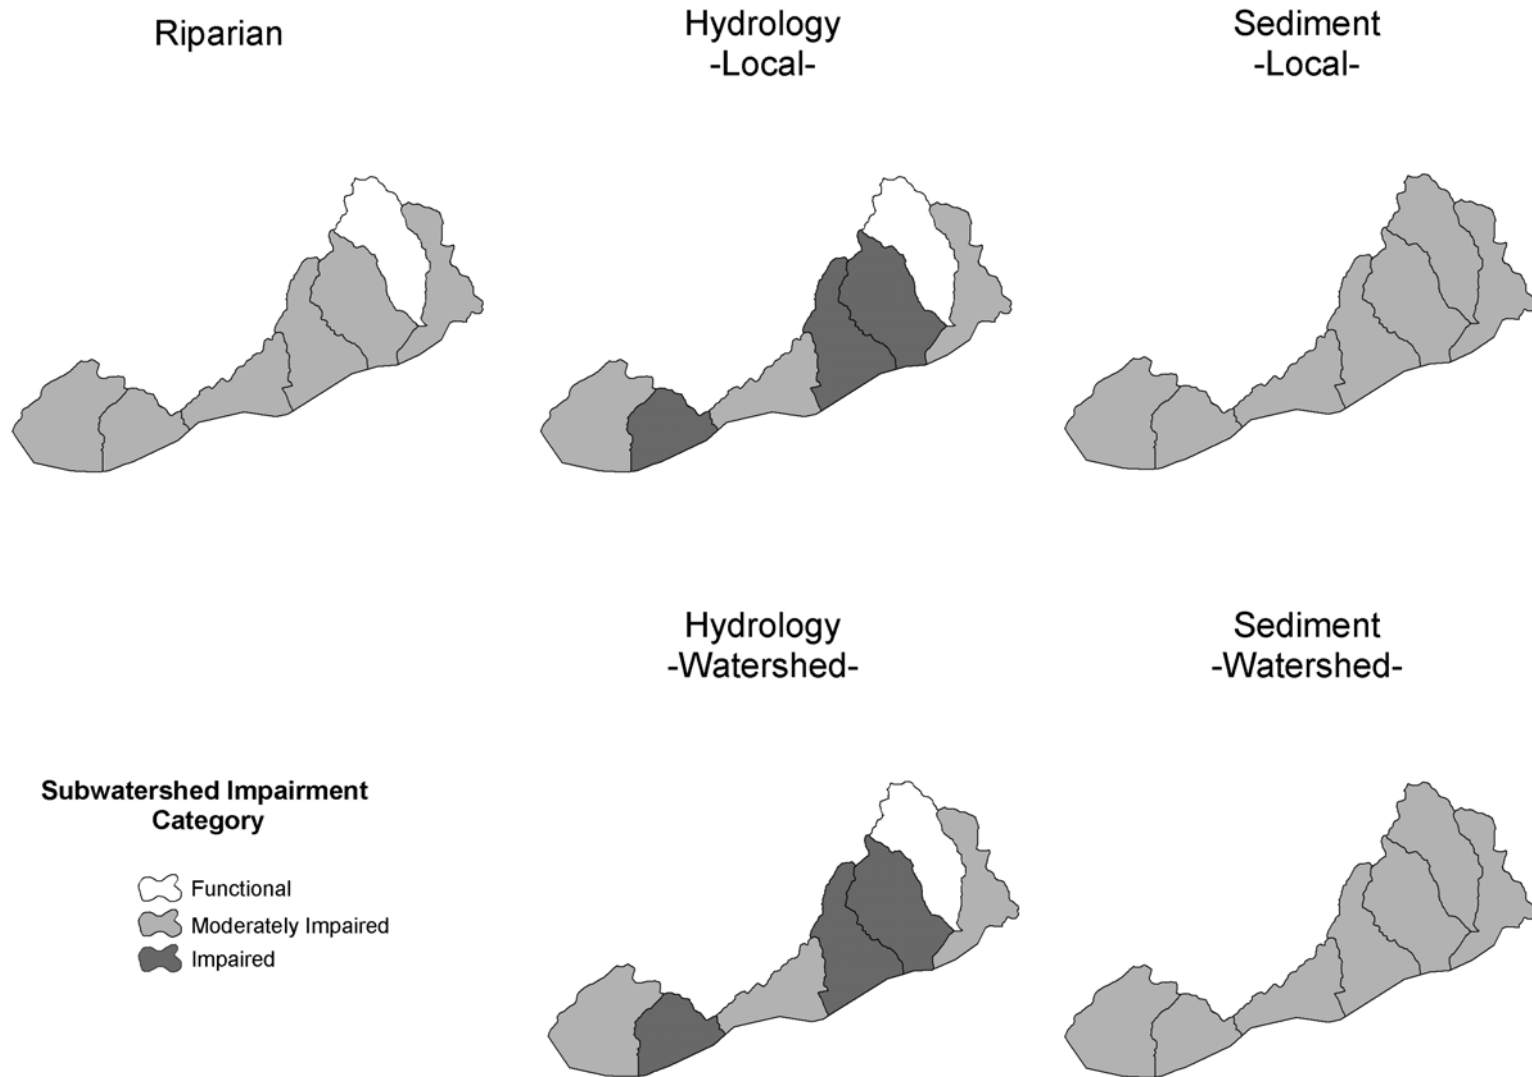 Riparian
Hydrology
-Local-
Sediment
-Local-
Hydrology
-Watershed-
Sediment
-Watershed-
Subwatershed Impairment
Category
Functional
Moderately Impaired
Impaired